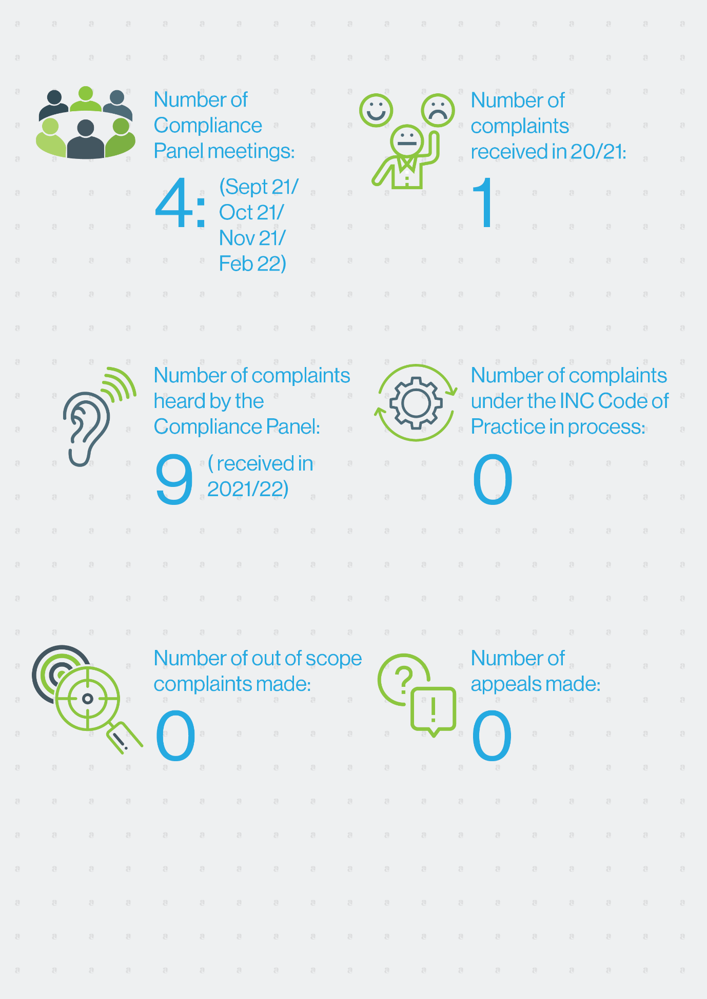 Number of
Compliance
Panel meetings:
4:
(Sept 21/
Oct 21/
Nov 21/
Feb 22)
Number of
complaints
received in 20/21:
1
Number of complaints
heard by the
Compliance Panel:
9
( received in
2021/22)
Number of complaints
under the INC Code of
Practice in process:
0
Number of out of scope
complaints made:
0
Number of
appeals made:
0